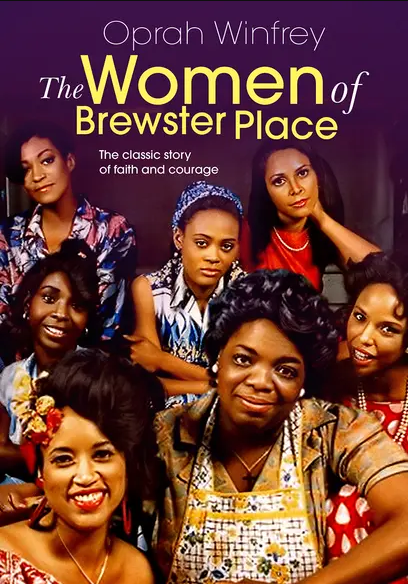 Oprah Winfrey
The Women of
Brewster Place
The classic story
of faith and courage